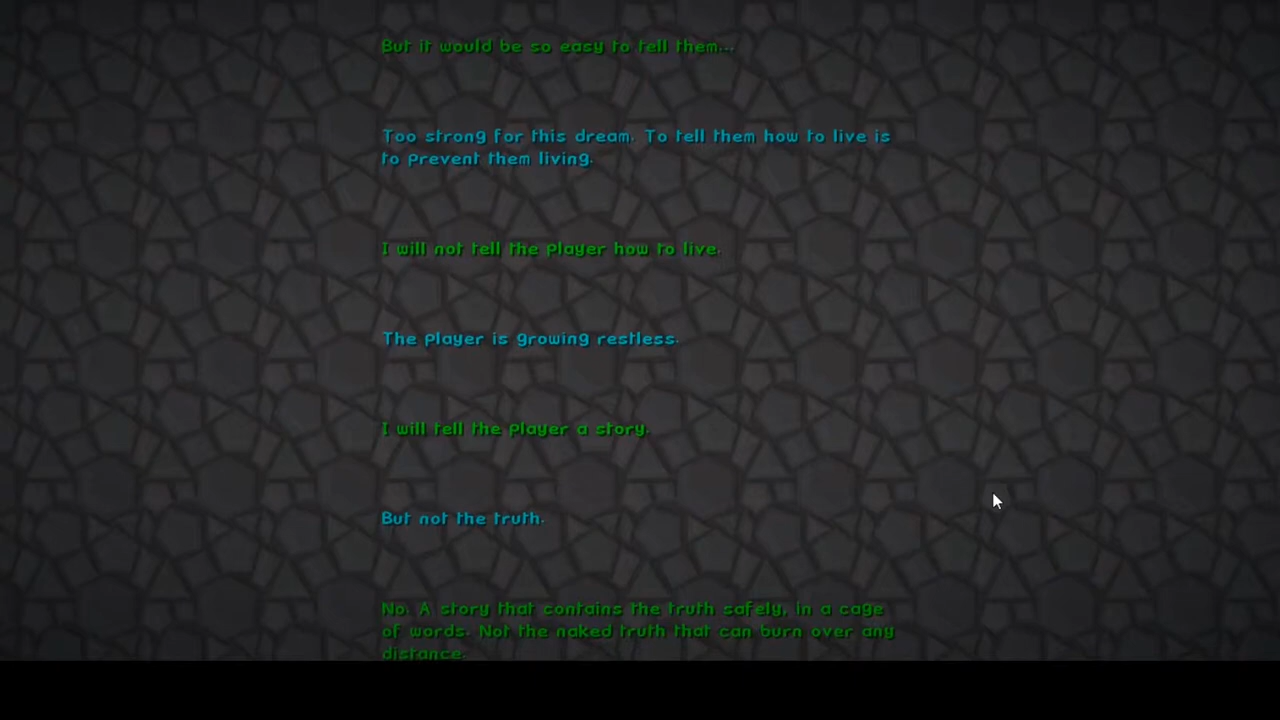 But it would be so easy to tell them...
Too strong for this dream. To tell them how to live is
to prevent them living.
I will not tell the player how to live.
The player is growing restless.
I will tell the player a story.
But not the truth.
No. A story that contains the truth safely, in a cage
of words. Not the naked truth that can burn over any
distance.